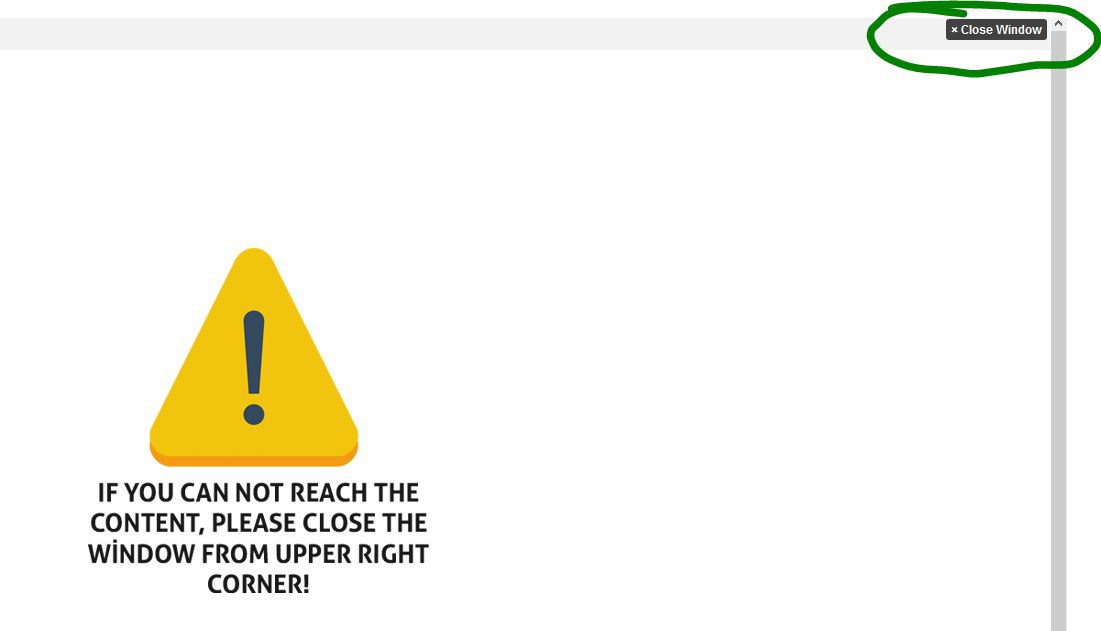 × Close Window
IF YOU CAN NOT REACH THE
CONTENT, PLEASE CLOSE THE
WİNDOW FROM UPPER RIGHT
CORNER!